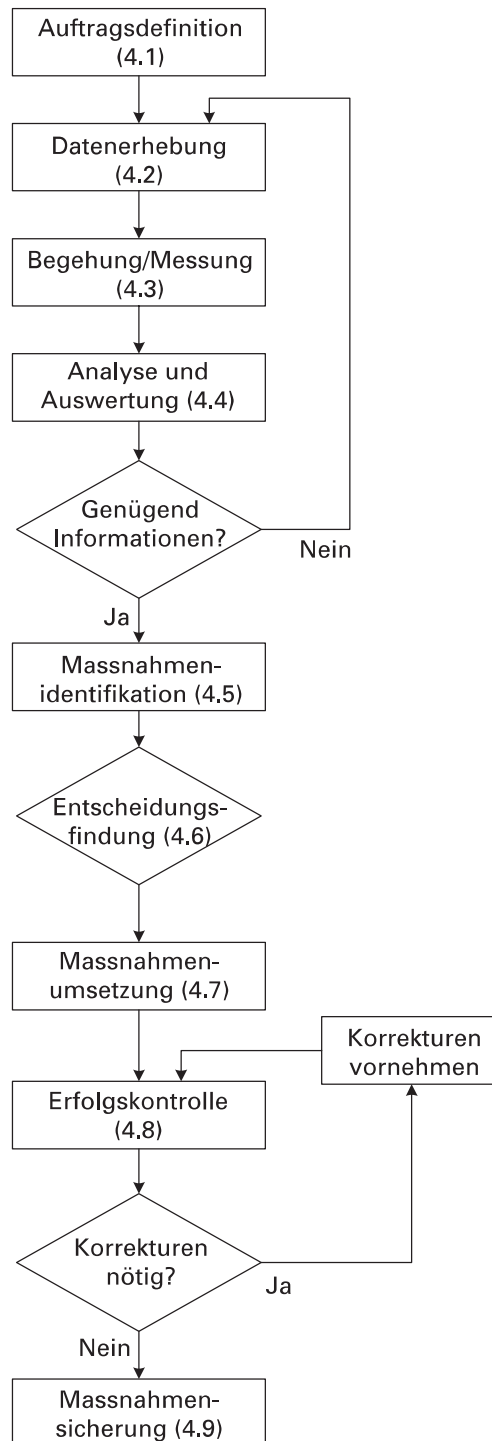 Auftragsdefinition
(4.1)
Datenerhebung
(4.2)
Begehung/Messung
(4.3)
Analyse und
Auswertung (4.4)
Genügend
Informationen?
Nein
Ja
Massnahmen-
identifikation (4.5)
Entscheidungs-
findung (4.6)
Massnahmen-
umsetzung (4.7)
Korrekturen
vornehmen
Erfolgskontrolle
(4.8)
Korrekturen
nötig?
Ja
Nein
Massnahmen-
sicherung (4.9)